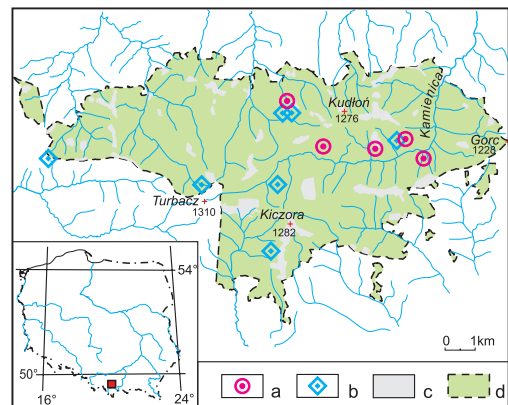 Kudłoń
1276
Kamienica
Gorc
1228
Turbacz
1310
Kiczora
1282
0 1km
54°
50°
16° 24°
a b c d